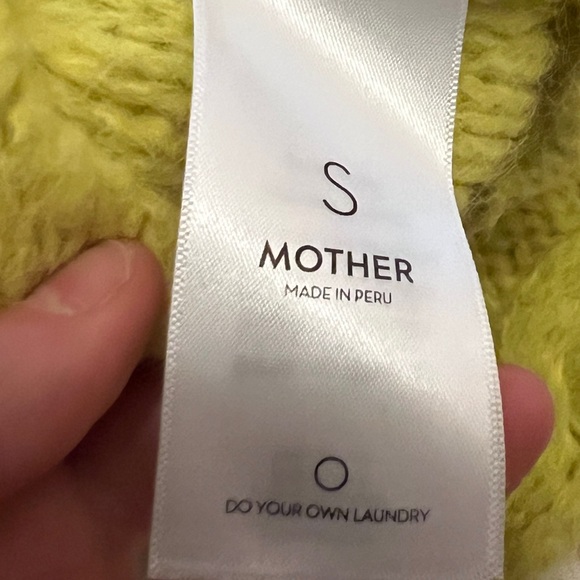 S
MOTHER
MADE IN PERU
DO YOUR OWN LAUNDRY